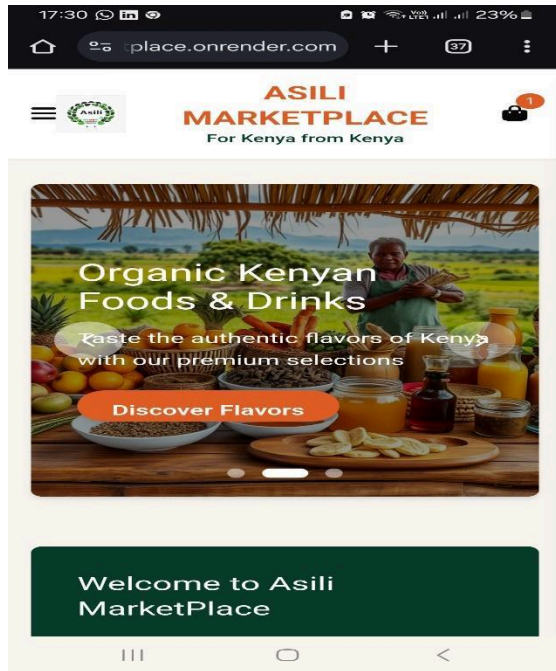 17:30
23%
place.onrender.com
37
Asili
ASILI
MARKETPLACE
For Kenya from Kenya
1
Organic Kenyan
Foods & Drinks
Taste the authentic flavors of Kenya
with our premium selections
Discover Flavors
Welcome to Asili
MarketPlace